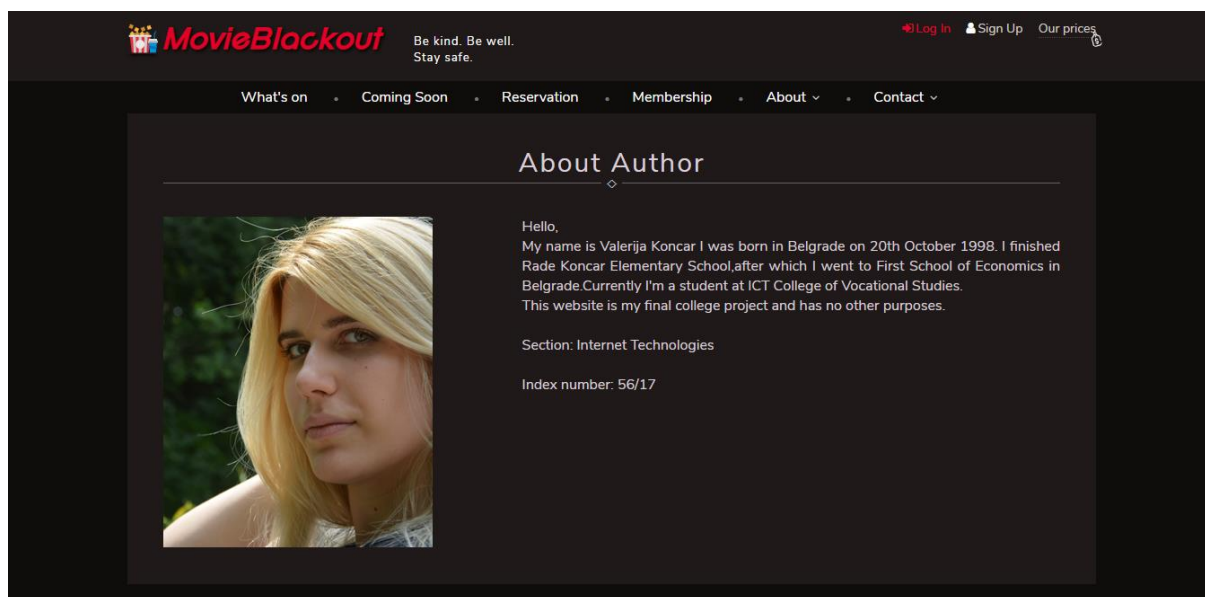 MovieBlackout
Be kind. Be well.
Stay safe.
Log In Sign Up Our prices
What's on Coming Soon Reservation Membership About Contact
About Author
Hello,
My name is Valerija Koncar I was born in Belgrade on 20th October 1998. I finished
Rade Koncar Elementary School,after which I went to First School of Economics in
Belgrade.Currently I'm a student at ICT College of Vocational Studies.
This website is my final college project and has no other purposes.
Section: Internet Technologies
Index number: 56/17